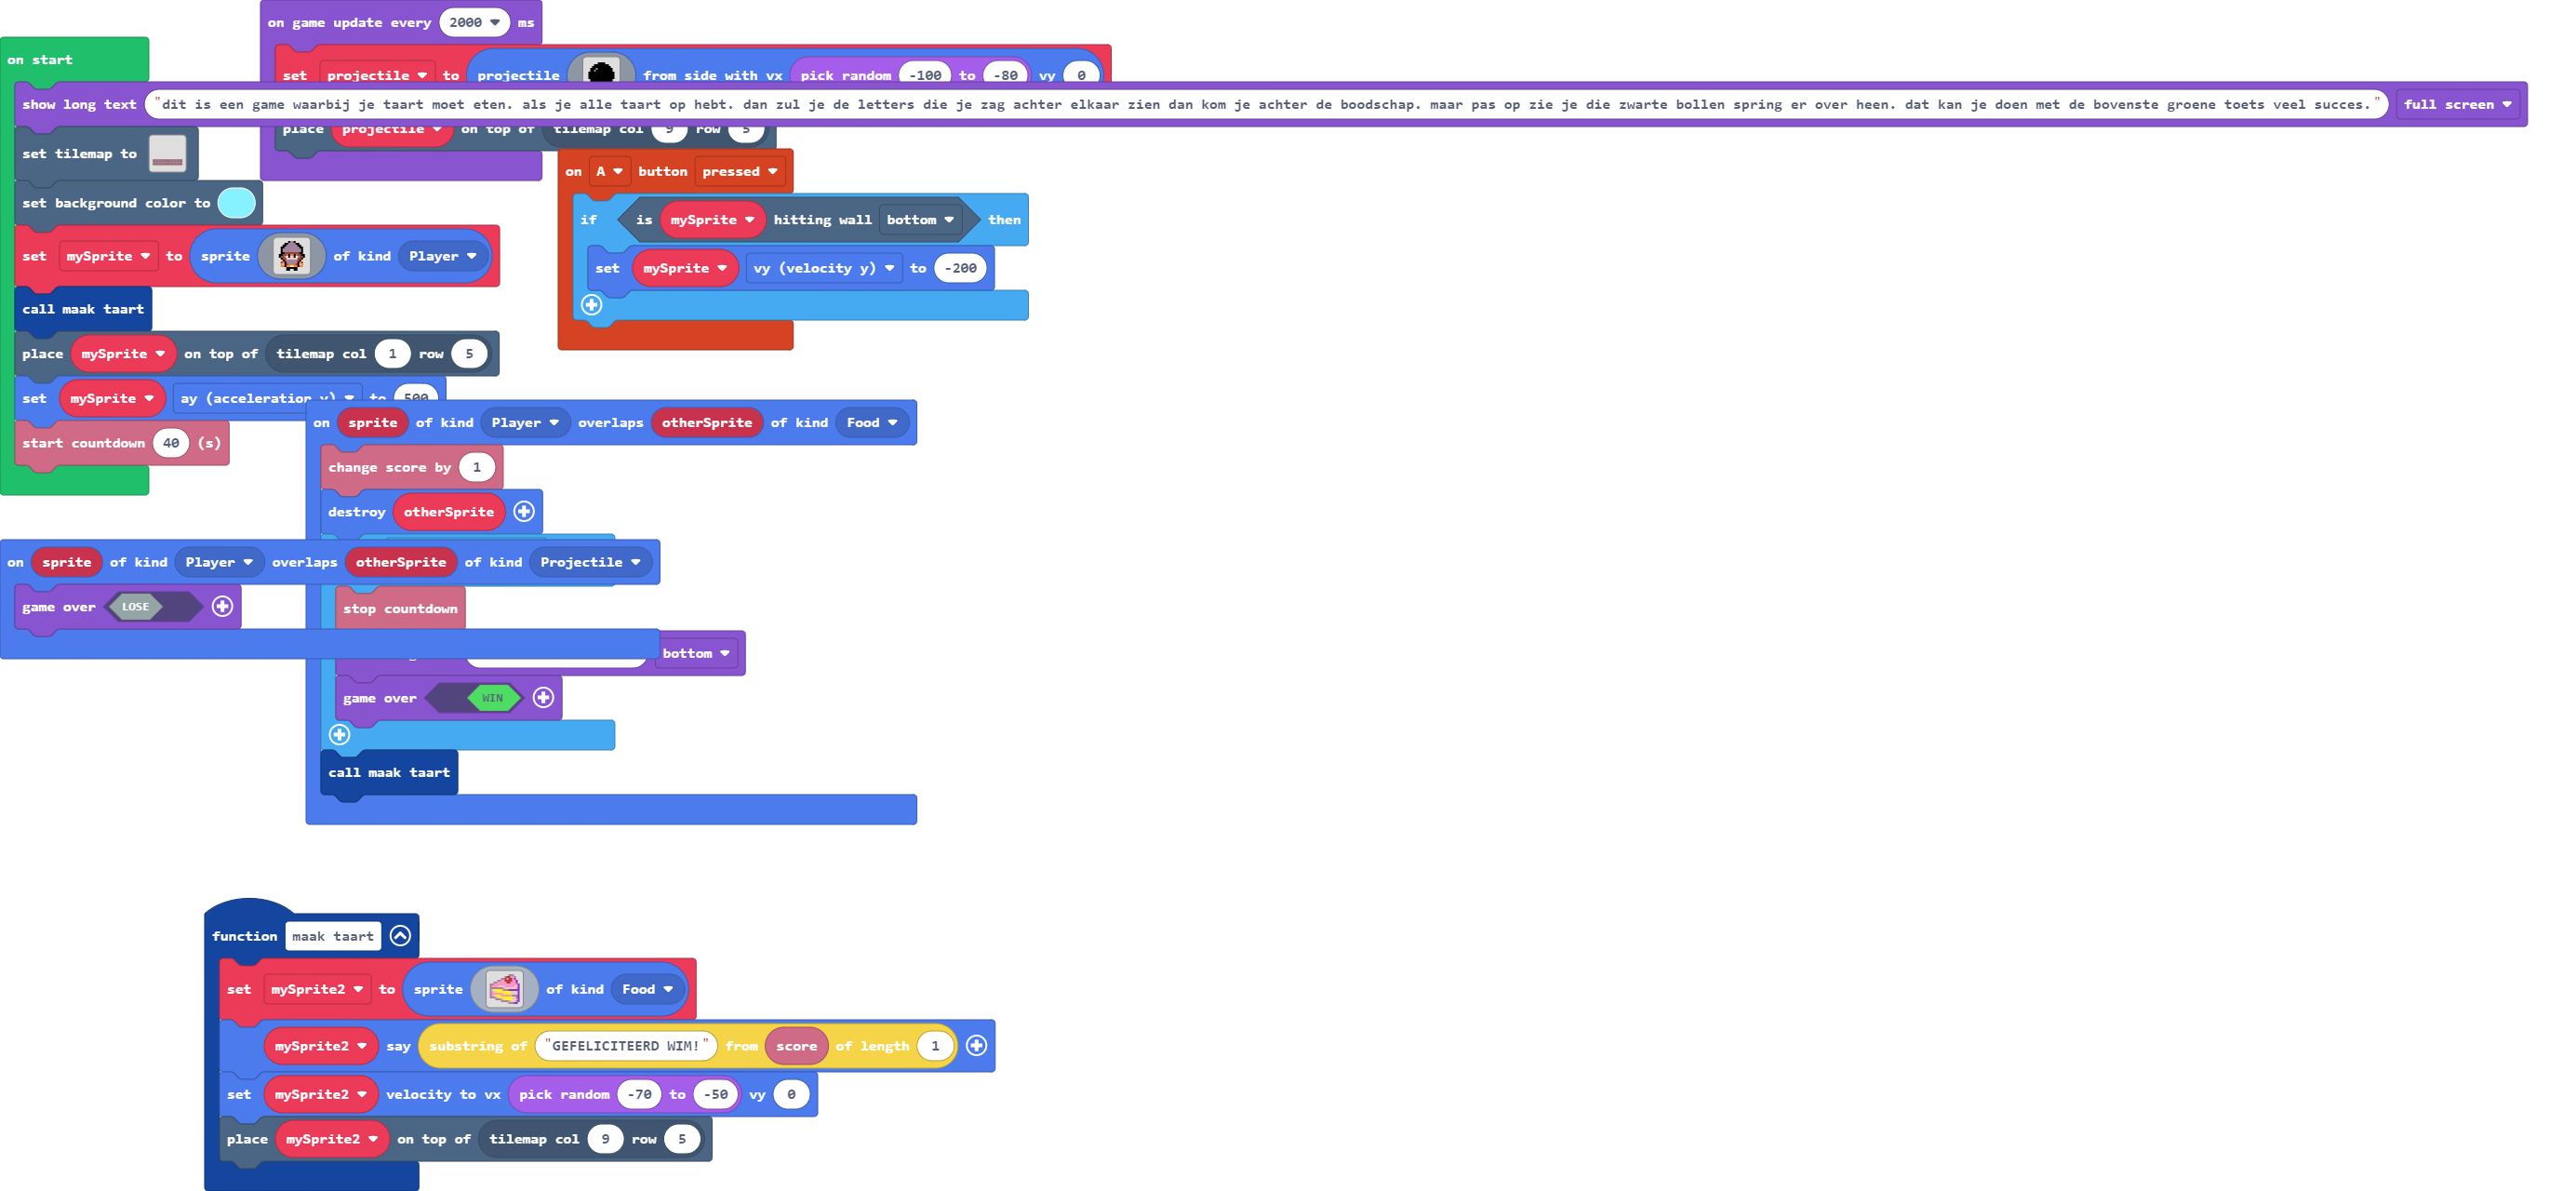 on game update every 2000 ms
set projectile to projectile from side with vx pick random -100 to -80 vy 0
on start
show long text "dit is een game waarbij je taart moet eten. als je alle taart op hebt. dan zul je de letters die je zag achter elkaar zien dan kom je achter de boodschap. maar pas op zie je die zwarte bollen spring er over heen. dat kan je doen met de bovenste groene toets veel succes." full screen
place projectile on top of tilemap col 9 row 5
set tilemap to
set background color to
set mySprite to sprite of kind Player
call maak taart
place mySprite on top of tilemap col 1 row 5
set mySprite ay (acceleration y) to 500
start countdown 40 (s)
on A button pressed
if is mySprite hitting wall bottom then
set mySprite vy (velocity y) to -200
on sprite of kind Player overlaps otherSprite of kind Food
change score by 1
destroy otherSprite
on sprite of kind Player overlaps otherSprite of kind Projectile
game over LOSE
stop countdown
bottom
game over WIN
call maak taart
function maak taart
set mySprite2 to sprite of kind Food
mySprite2 say substring of "GEFELICITEERD WIM!" from score of length 1
set mySprite2 velocity to vx pick random -70 to -50 vy 0
place mySprite2 on top of tilemap col 9 row 5